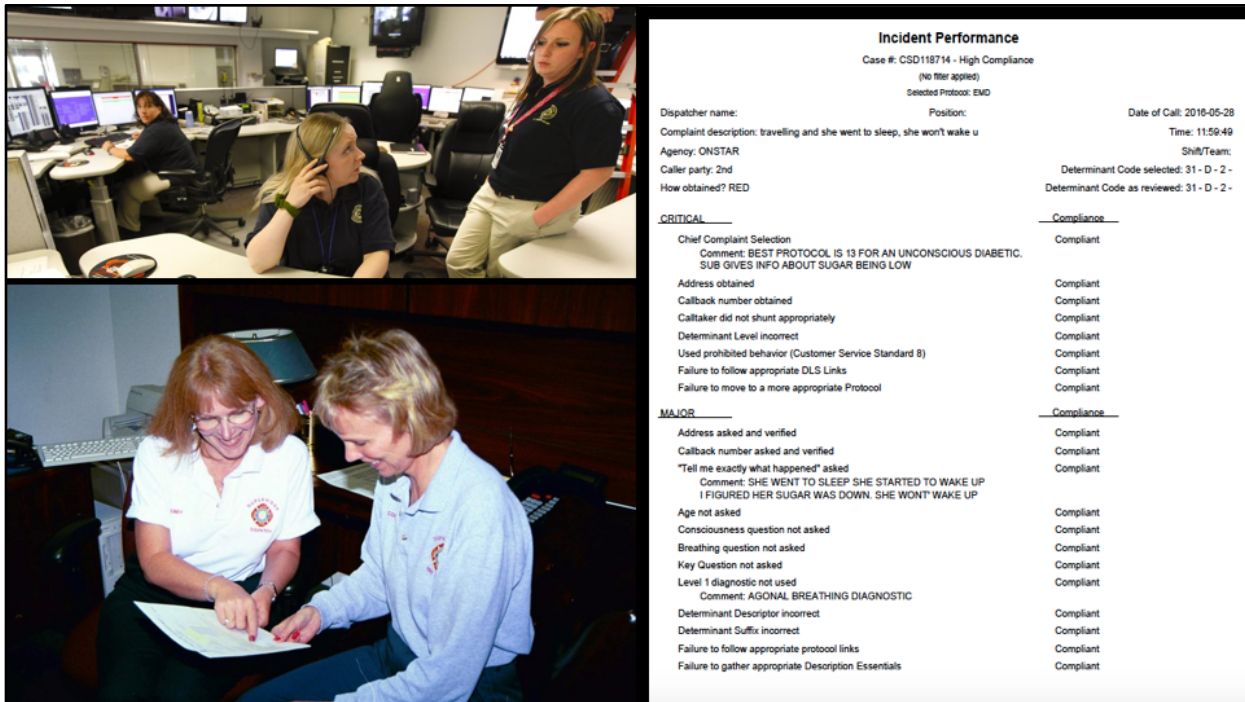 Incident Performance
Case #: CSD118714 - High Compliance
(No filter applied)
Selected Protocol: EMD
Dispatcher name: Position: Date of Call: 2016-05-28
Complaint description: travelling and she went to sleep, she won't wake u Time: 11:59:49
Agency: ONSTAR Shift/Team:
Caller party: 2nd Determinant Code selected: 31 - D - 2 -
How obtained? RED Determinant Code as reviewed: 31 - D - 2 -
CRITICAL Compliance
Chief Complaint Selection Compliant
Comment: BEST PROTOCOL IS 13 FOR AN UNCONSCIOUS DIABETIC.
SUB GIVES INFO ABOUT SUGAR BEING LOW
Address obtained Compliant
Callback number obtained Compliant
Calltaker did not shunt appropriately Compliant
Determinant Level incorrect Compliant
Used prohibited behavior (Customer Service Standard 8) Compliant
Failure to follow appropriate DLS Links Compliant
Failure to move to a more appropriate Protocol Compliant
MAJOR Compliance
Address asked and verified Compliant
Callback number asked and verified Compliant
"Tell me exactly what happened" asked Compliant
Comment: SHE WENT TO SLEEP SHE STARTED TO WAKE UP
I FIGURED HER SUGAR WAS DOWN. SHE WONT' WAKE UP
Age not asked Compliant
Consciousness question not asked Compliant
Breathing question not asked Compliant
Key Question not asked Compliant
Level 1 diagnostic not used Compliant
Comment: AGONAL BREATHING DIAGNOSTIC
Determinant Descriptor incorrect Compliant
Determinant Suffix incorrect Compliant
Failure to follow appropriate protocol links Compliant
Failure to gather appropriate Description Essentials Compliant